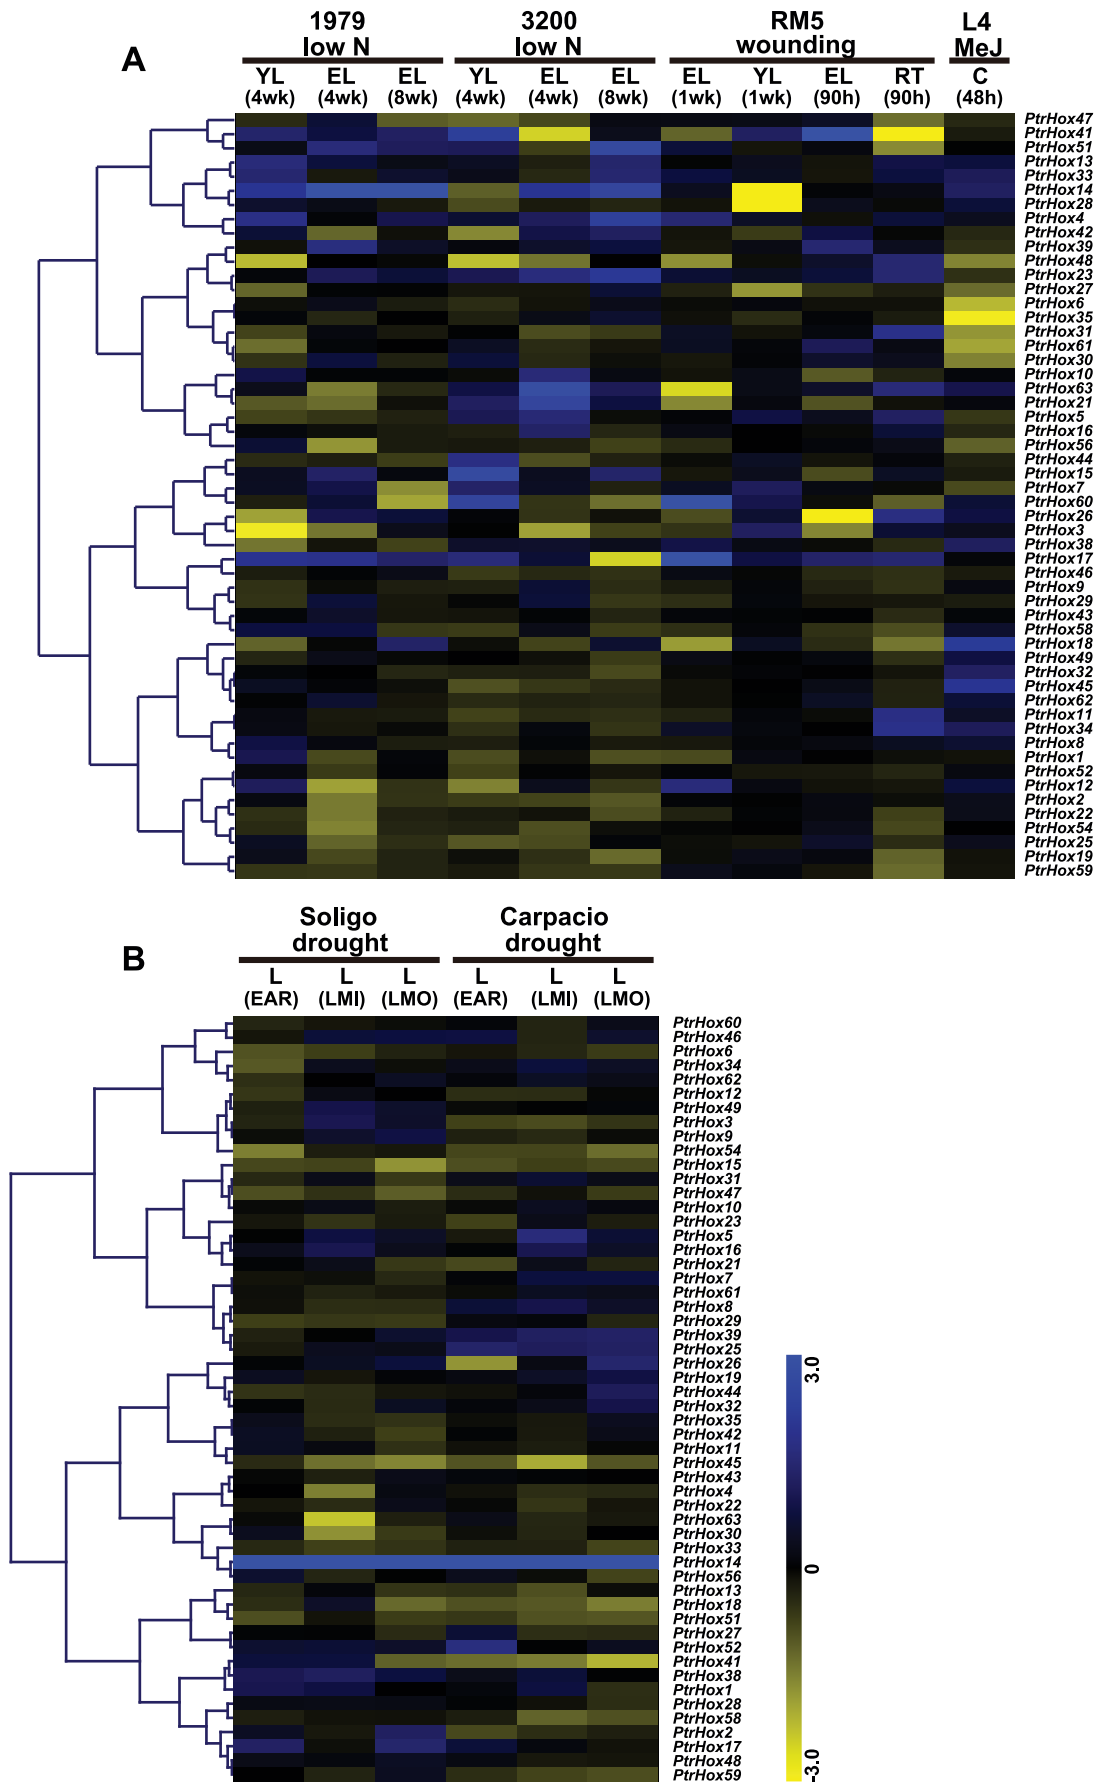 A
1979 low N
3200 low N
RM5 wounding
L4 MeJ
YL EL EL YL EL EL EL YL EL RT C
(4wk) (4wk) (8wk) (4wk) (4wk) (8wk) (1wk) (1wk) (90h) (90h) (48h)
PtrHox47
PtrHox41
PtrHox51
PtrHox13
PtrHox33
PtrHox14
PtrHox28
PtrHox4
PtrHox42
PtrHox39
PtrHox48
PtrHox23
PtrHox27
PtrHox6
PtrHox35
PtrHox31
PtrHox61
PtrHox30
PtrHox10
PtrHox63
PtrHox21
PtrHox5
PtrHox16
PtrHox56
PtrHox44
PtrHox15
PtrHox7
PtrHox60
PtrHox26
PtrHox3
PtrHox38
PtrHox17
PtrHox46
PtrHox9
PtrHox29
PtrHox43
PtrHox58
PtrHox18
PtrHox49
PtrHox32
PtrHox45
PtrHox62
PtrHox11
PtrHox34
PtrHox8
PtrHox1
PtrHox52
PtrHox12
PtrHox2
PtrHox22
PtrHox54
PtrHox25
PtrHox19
PtrHox59
B
Soligo drought
Carpacio drought
L L L L L L
(EAR) (LMI) (LMO) (EAR) (LMI) (LMO)
PtrHox60
PtrHox46
PtrHox6
PtrHox34
PtrHox62
PtrHox12
PtrHox49
PtrHox3
PtrHox9
PtrHox54
PtrHox15
PtrHox31
PtrHox47
PtrHox10
PtrHox23
PtrHox5
PtrHox16
PtrHox21
PtrHox7
PtrHox61
PtrHox8
PtrHox29
PtrHox39
PtrHox25
PtrHox26
PtrHox19
PtrHox44
PtrHox32
PtrHox35
PtrHox42
PtrHox11
PtrHox45
PtrHox43
PtrHox4
PtrHox22
PtrHox63
PtrHox30
PtrHox33
PtrHox14
PtrHox56
PtrHox13
PtrHox18
PtrHox51
PtrHox27
PtrHox52
PtrHox41
PtrHox38
PtrHox1
PtrHox28
PtrHox58
PtrHox2
PtrHox17
PtrHox48
PtrHox59
3.0
0
-3.0